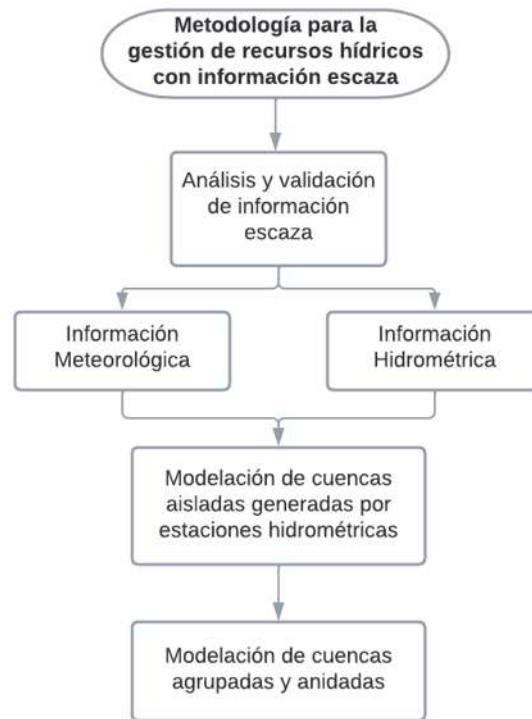 Metodología para la
gestión de recursos hídricos
con información escaza
Análisis y validación
de información
escaza
Información
Meteorológica
Información
Hidrométrica
Modelación de cuencas
aisladas generadas por
estaciones hidrométricas
Modelación de cuencas
agrupadas y anidadas